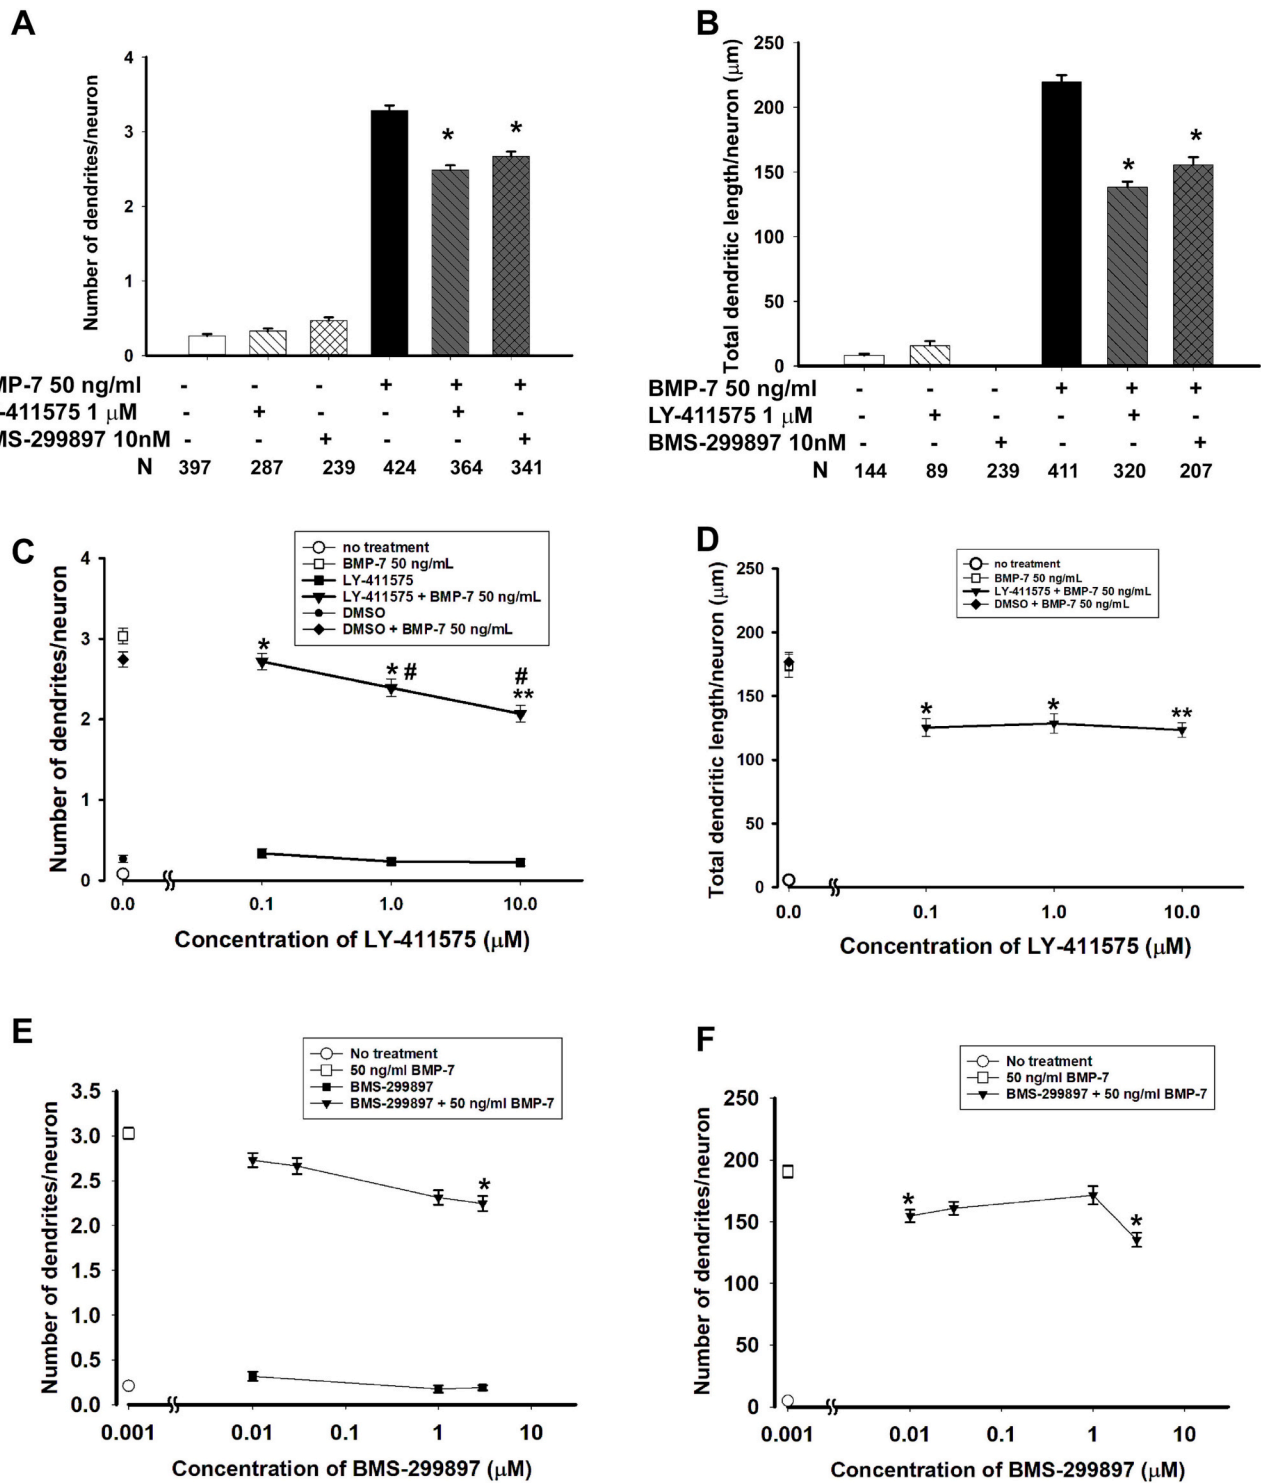 A
Number of dendrites/neuron
4
3
2
1
0
* *
MP-7 50 ng/ml - - - + + +
-411575 1 μM - + - - + -
MS-299897 10nM - - + - - +
N 397 287 239 424 364 341
B
Total dendritic length/neuron (μm)
250
200
150
100
50
0
* *
BMP-7 50 ng/ml - - - + + +
LY-411575 1 μM - + - - + -
BMS-299897 10nM - - + - - +
N 144 89 239 411 320 207
C
no treatment
BMP-7 50 ng/mL
LY-411575
LY-411575 + BMP-7 50 ng/mL
DMSO
DMSO + BMP-7 50 ng/mL
Number of dendrites/neuron
4
3
2
1
0
* * # #
**
0.0 0.1 1.0 10.0
Concentration of LY-411575 (μM)
D
no treatment
BMP-7 50 ng/mL
LY-411575 + BMP-7 50 ng/mL
DMSO + BMP-7 50 ng/mL
Total dendritic length/neuron (μm)
250
200
150
100
50
0
* * **
0.0 0.1 1.0 10.0
Concentration of LY-411575 (μM)
E
No treatment
50 ng/ml BMP-7
BMS-299897
BMS-299897 + 50 ng/ml BMP-7
Number of dendrites/neuron
3.5
3.0
2.5
2.0
1.5
1.0
0.5
0.0
*
0.001 0.01 0.1 1 10
Concentration of BMS-299897 (μM)
F
No treatment
50 ng/ml BMP-7
BMS-299897 + 50 ng/ml BMP-7
Number of dendrites/neuron
250
200
150
100
50
0
* *
0.001 0.01 0.1 1 10
Concentration of BMS-299897 (μM)